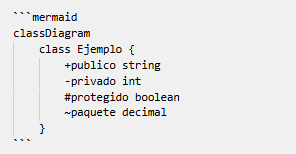 ```mermaid
classDiagram
    class Ejemplo {
        +publico string
        -privado int
        #protegido boolean
        ~paquete decimal
    }
```